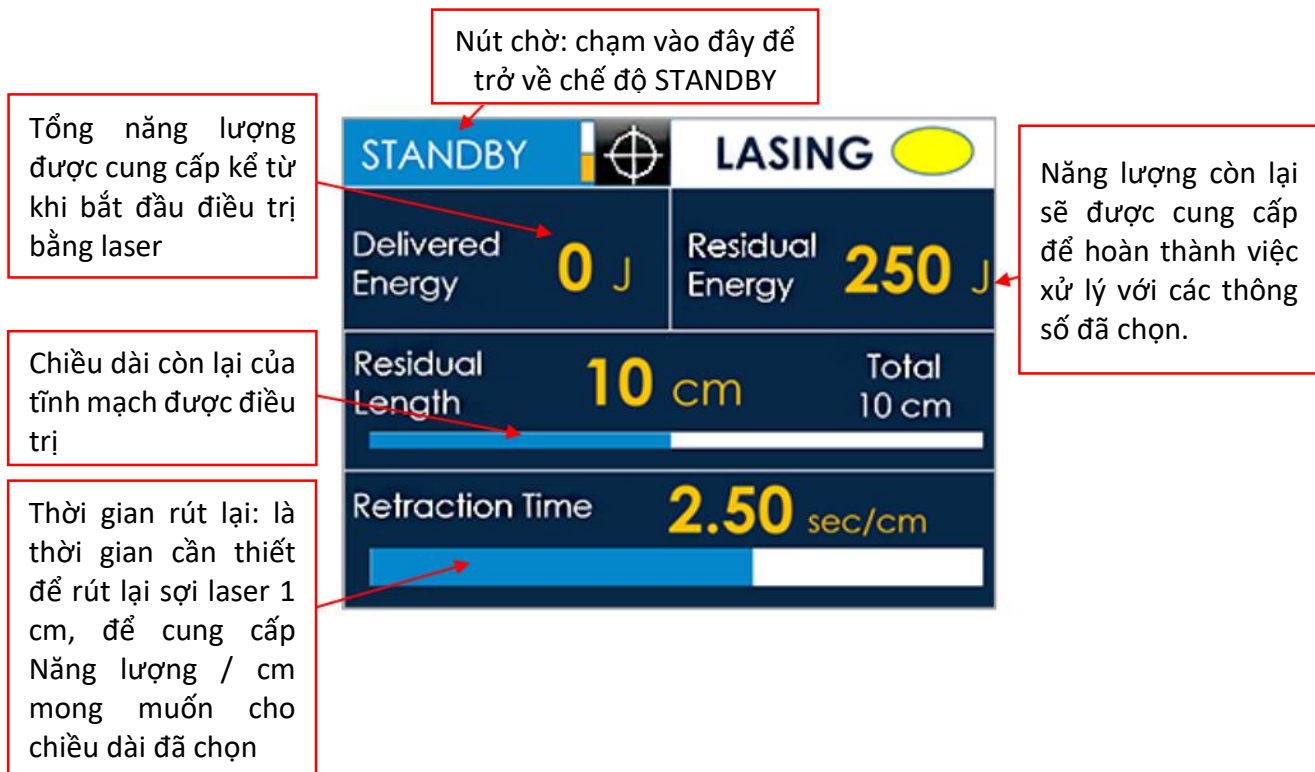 Nút chờ: chạm vào đây để
trở về chế độ STANDBY
Tổng năng lượng
được cung cấp kể từ
khi bắt đầu điều trị
bằng laser
STANDBY
LASING
Delivered
Energy
0 J
Residual
Energy
250 J
Năng lượng còn lại
sẽ được cung cấp
để hoàn thành việc
xử lý với các thông
số đã chọn.
Chiều dài còn lại của
tĩnh mạch được điều
trị
Residual
Length
10 cm
Total
10 cm
Thời gian rút lại: là
thời gian cần thiết
để rút lại sợi laser 1
cm, để cung cấp
Năng lượng / cm
mong muốn cho
chiều dài đã chọn
Retraction Time
2.50 sec/cm